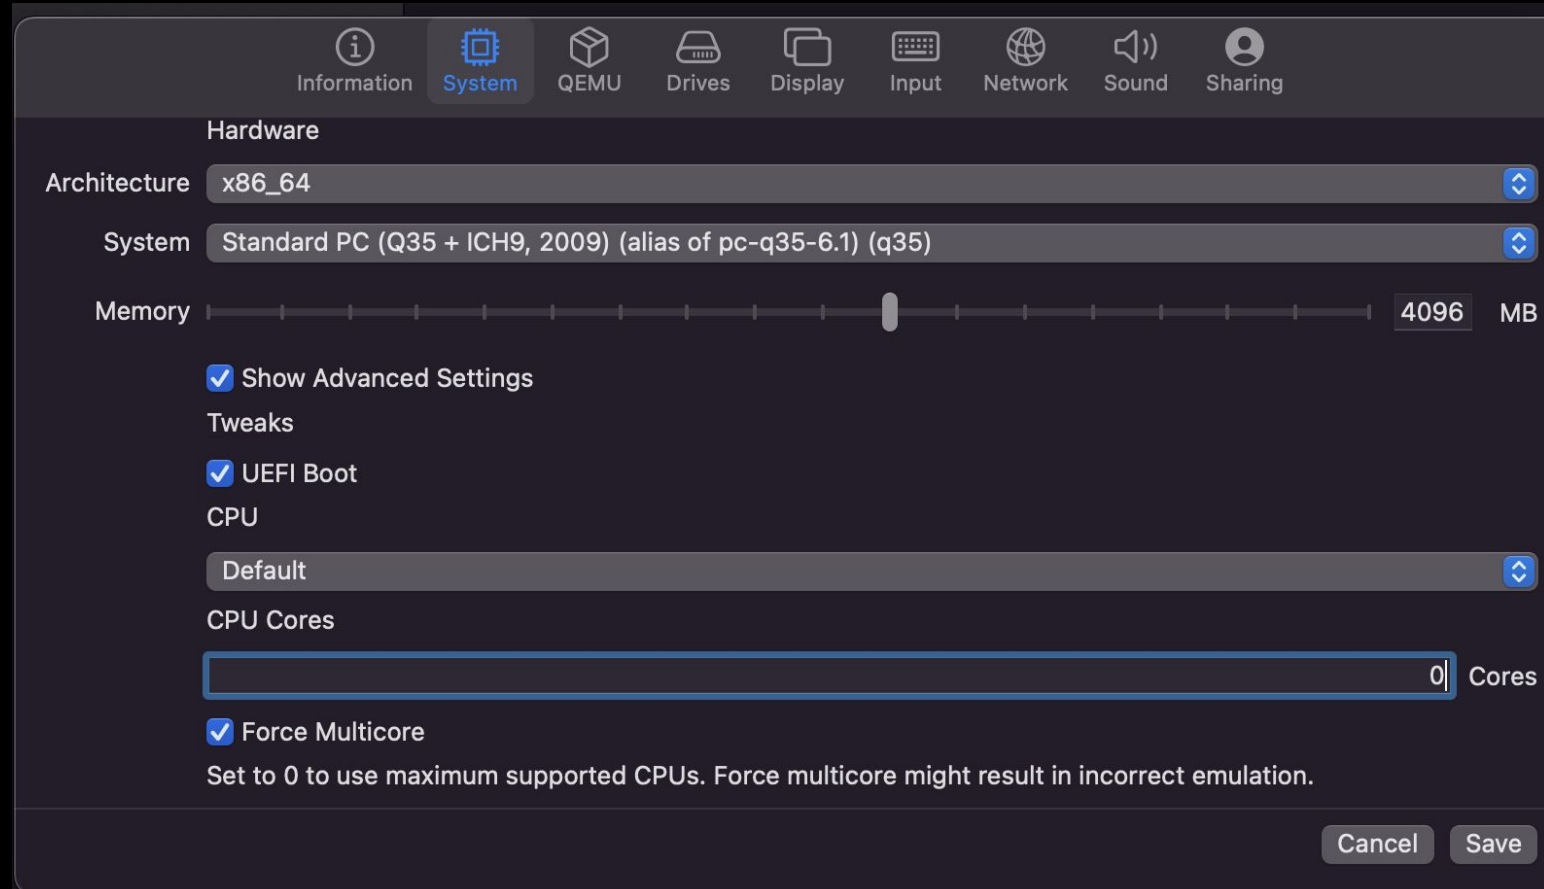 Information System QEMU Drives Display Input Network Sound Sharing
Hardware
Architecture x86_64
System Standard PC (Q35 + ICH9, 2009) (alias of pc-q35-6.1) (q35)
Memory 4096 MB
Show Advanced Settings
Tweaks
UEFI Boot
CPU
Default
CPU Cores
0 Cores
Force Multicore
Set to 0 to use maximum supported CPUs. Force multicore might result in incorrect emulation.
Cancel Save